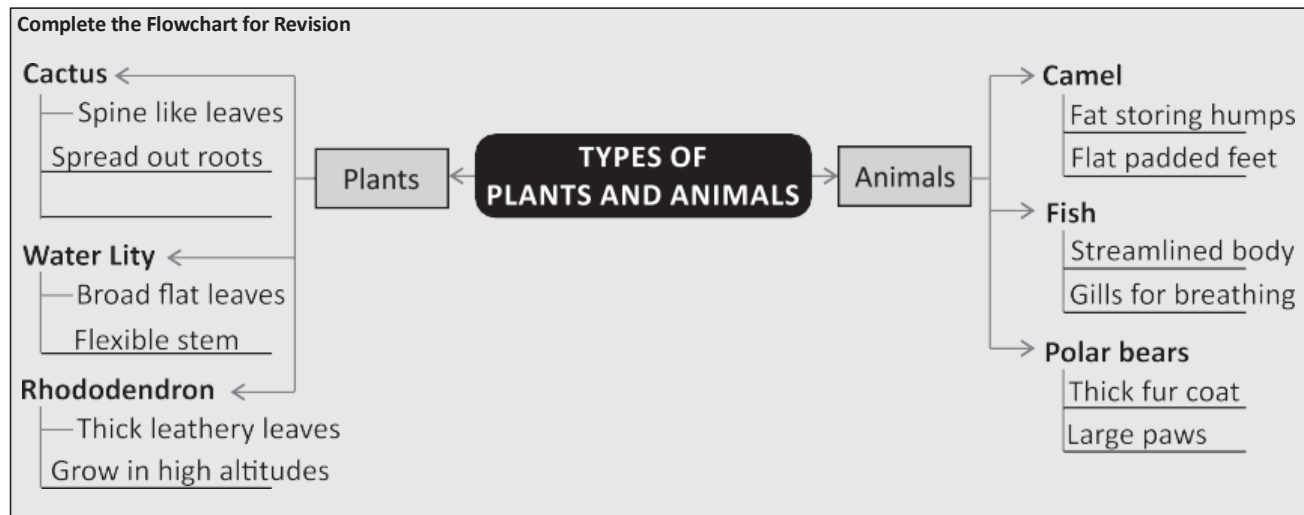 Complete the Flowchart for Revision
Cactus
Spine like leaves
Spread out roots
Water Lity
Broad flat leaves
Flexible stem
Rhododendron
Thick leathery leaves
Grow in high altitudes
Plants
TYPES OF
PLANTS AND ANIMALS
Animals
Camel
Fat storing humps
Flat padded feet
Fish
Streamlined body
Gills for breathing
Polar bears
Thick fur coat
Large paws